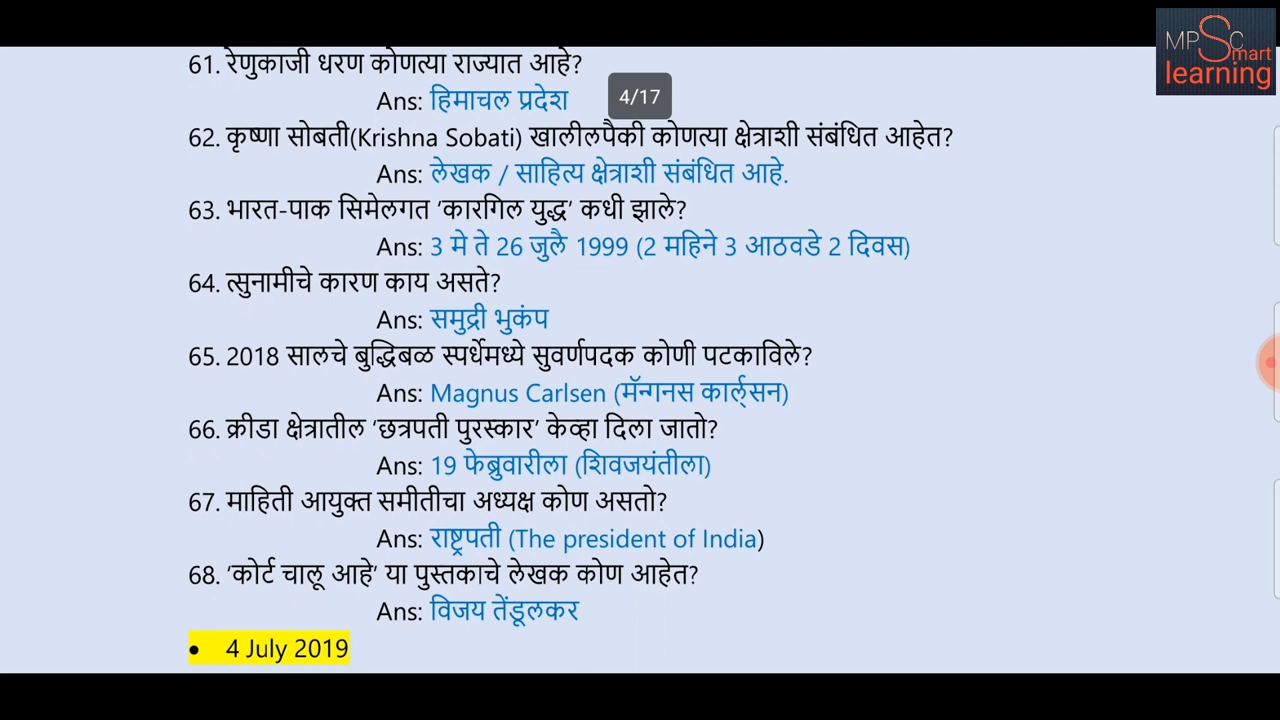 MPSC
Smart
learning
61. रेणुकाजी धरण कोणत्या राज्यात आहे?
Ans: हिमाचल प्रदेश
4/17
62. कृष्णा सोबती(Krishna Sobati) खालीलपैकी कोणत्या क्षेत्राशी संबंधित आहेत?
Ans: लेखक / साहित्य क्षेत्राशी संबंधित आहे.
63. भारत-पाक सिमेलगत ‘कारगिल युद्ध’ कधी झाले?
Ans: 3 मे ते 26 जुलै 1999 (2 महिने 3 आठवडे 2 दिवस)
64. त्सुनामीचे कारण काय असते?
Ans: समुद्री भुकंप
65. 2018 सालचे बुद्धिबळ स्पर्धेमध्ये सुवर्णपदक कोणी पटकाविले?
Ans: Magnus Carlsen (मॅन्गनस कार्ल्सन)
66. क्रीडा क्षेत्रातील ‘छत्रपती पुरस्कार’ केव्हा दिला जातो?
Ans: 19 फेब्रुवारीला (शिवजयंतीला)
67. माहिती आयुक्त समीतीचा अध्यक्ष कोण असतो?
Ans: राष्ट्रपती (The president of India)
68. ‘कोर्ट चालू आहे’ या पुस्तकाचे लेखक कोण आहेत?
Ans: विजय तेंडूलकर
• 4 July 2019